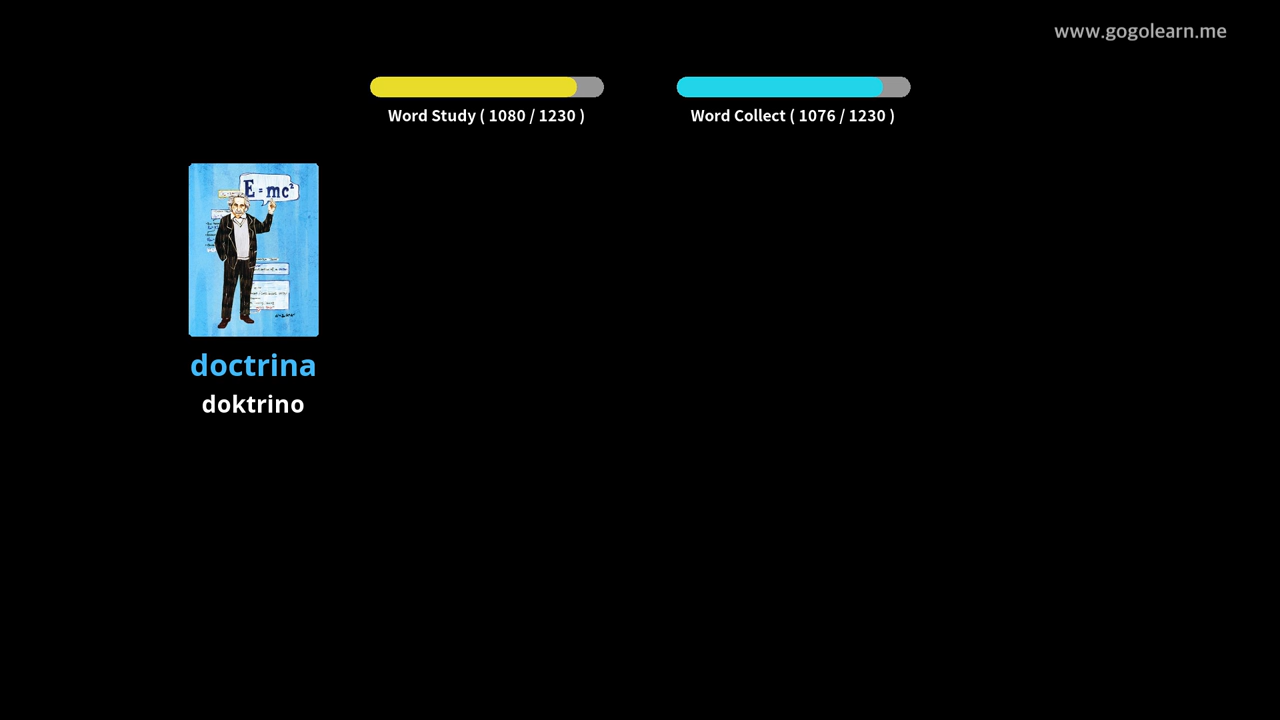 www.gogolearn.me
Word Study ( 1080 / 1230 )
Word Collect ( 1076 / 1230 )
E = mc²
doctrina
doktrino